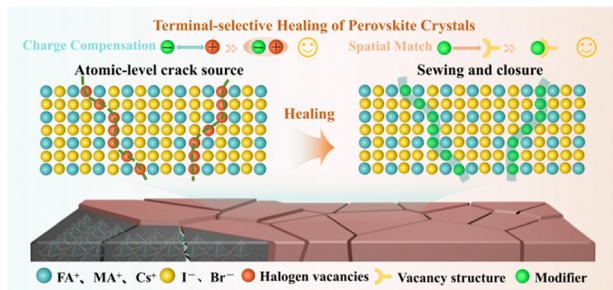 Terminal-selective Healing of Perovskite Crystals
Charge Compensation
Spatial Match
Atomic-level crack source
Sewing and closure
Healing
FA⁺、MA⁺、Cs⁺ I⁻、Br⁻ Halogen vacancies Vacancy structure Modifier